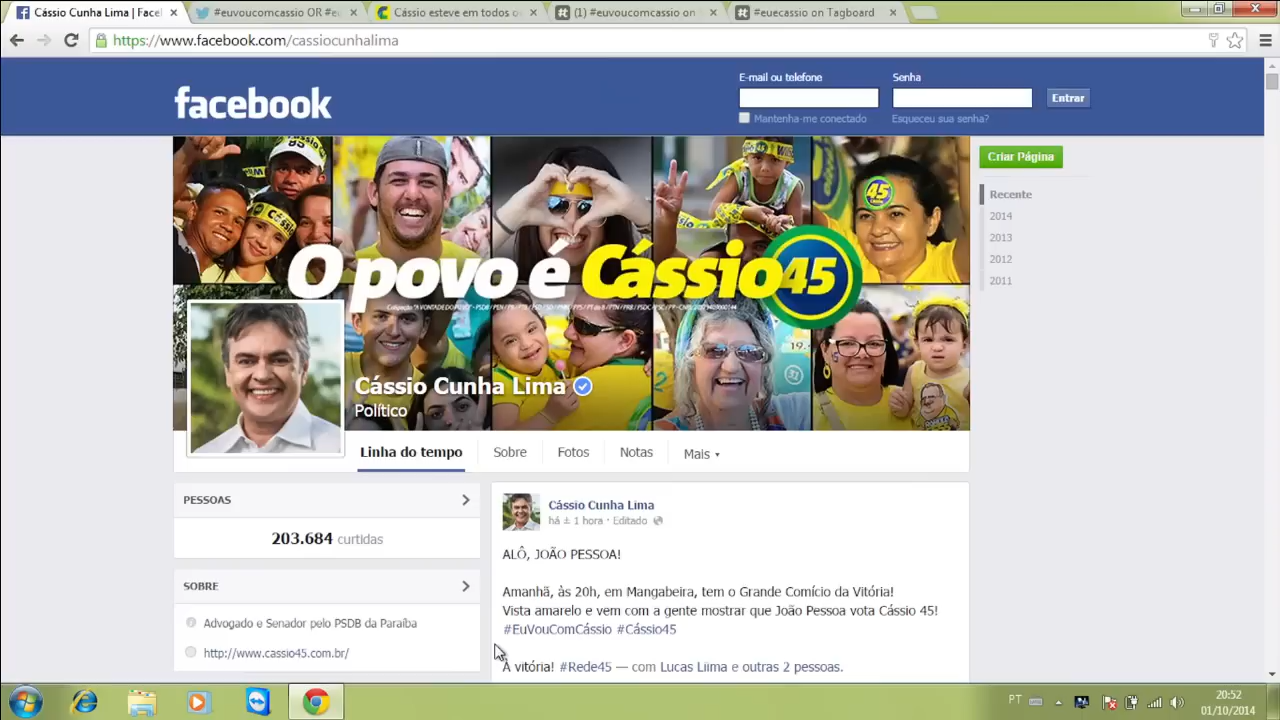 Cássio Cunha Lima | Facel
#euvoucomcassio OR #eu
Cássio esteve em todos o
(1) #euvoucomcassio on
#euecassio on Tagboard
https://www.facebook.com/cassiocunhalima
facebook
E-mail ou telefone
Senha
Entrar
Mantenha-me conectado
Esqueceu sua senha?
Criar Página
Recente
2014
2013
2012
2011
45
O povo é Cássio 45
Cássio Cunha Lima
Político
Linha do tempo
Sobre
Fotos
Notas
Mais
PESSOAS
203.684 curtidas
SOBRE
Advogado e Senador pelo PSDB da Paraíba
http://www.cassio45.com.br/
Cássio Cunha Lima
há ± 1 hora · Editado
ALÔ, JOÃO PESSOA!
Amanhã, às 20h, em Mangabeira, tem o Grande Comício da Vitória!
Vista amarelo e vem com a gente mostrar que João Pessoa vota Cássio 45!
#EuVouComCássio #Cássio45
À vitória! #Rede45 — com Lucas Llima e outras 2 pessoas.
PT
20:52
01/10/2014